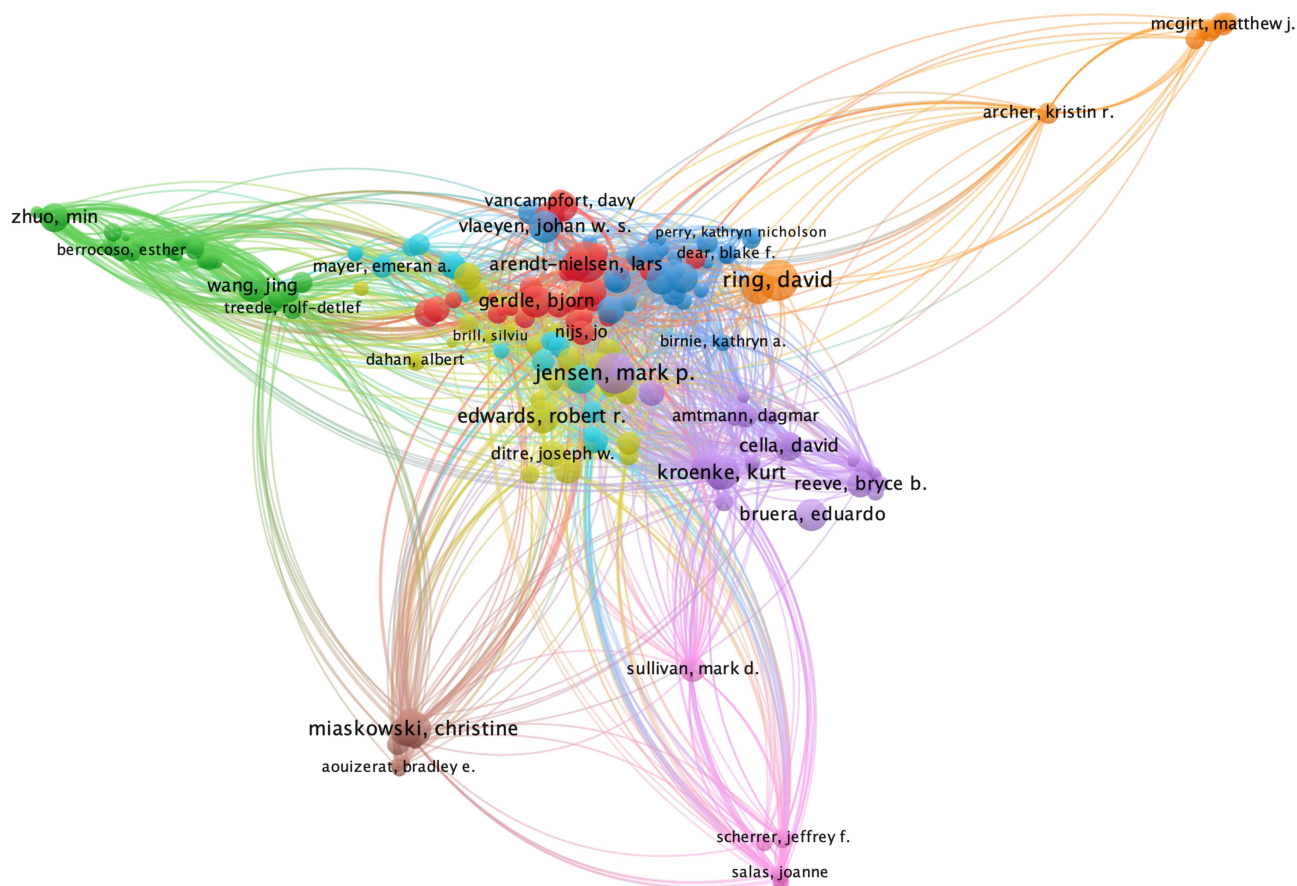 mcgirt, matthew j.
archer, kristin r.
vancampfort, davy
zhuo, min
vlaeyen, johan w. s.
perry, kathryn nicholson
berrocoso, esther
dear, blake f.
mayer, emeran a.
arendt-nielsen, lars
ring, david
wang, jing
gerdle, bjorn
treede, rolf-detlef
brill, silviu
nijs, jo
birnie, kathryn a.
dahan, albert
jensen, mark p.
edwards, robert r.
amtmann, dagmar
cella, david
ditre, joseph w.
kroenke, kurt
reeve, bryce b.
bruera, eduardo
sullivan, mark d.
miaskowski, christine
aouizerat, bradley e.
scherrer, jeffrey f.
salas, joanne